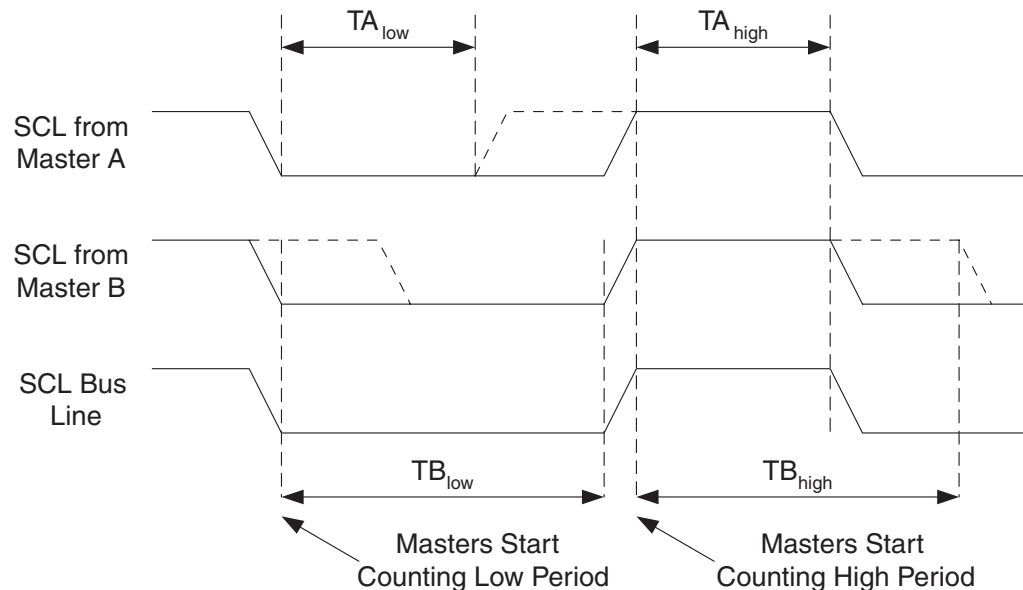 TA low
TA high
SCL from
Master A
SCL from
Master B
SCL Bus
Line
TB low
TB high
Masters Start
Counting Low Period
Masters Start
Counting High Period